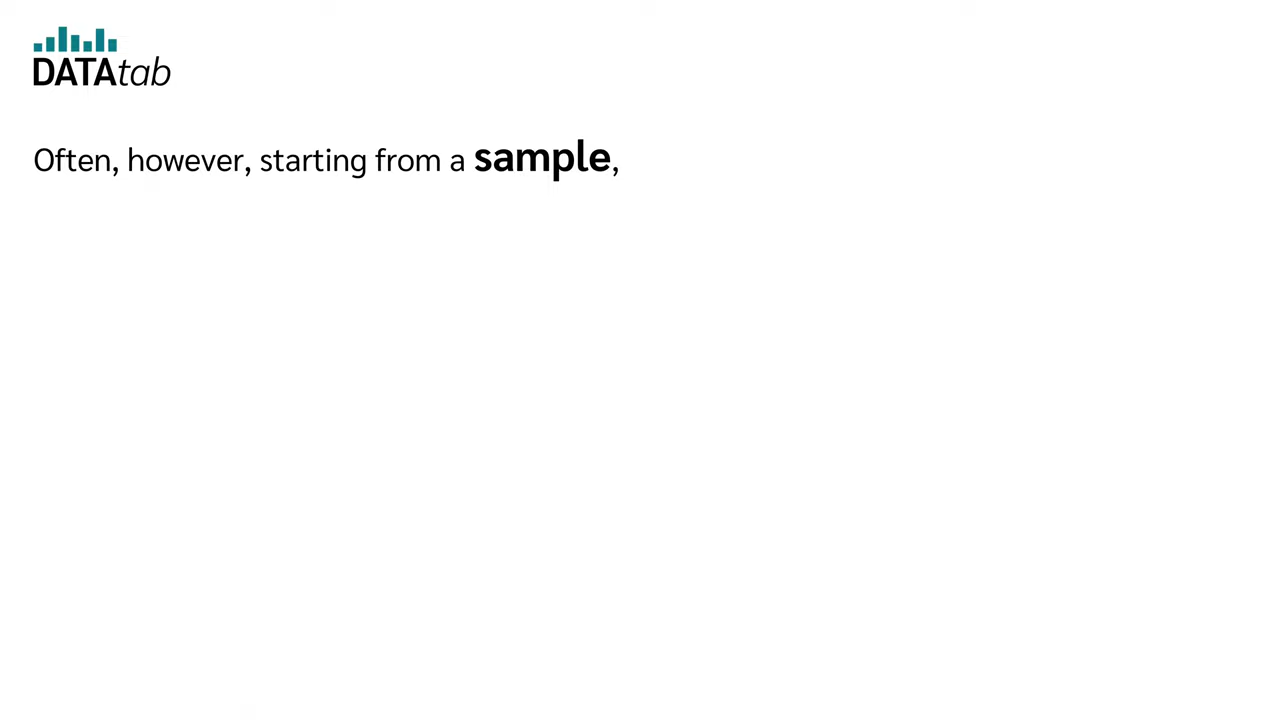 DATAtab
Often, however, starting from a sample,